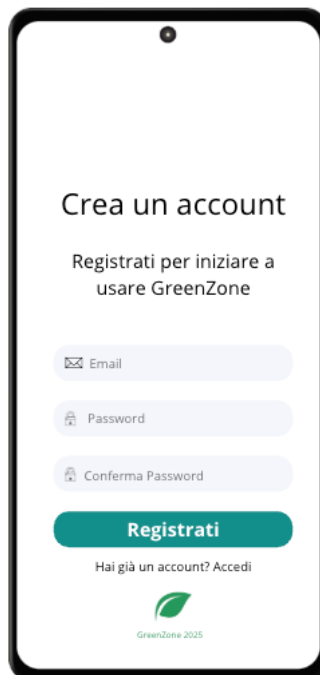 Crea un account
Registrati per iniziare a
usare GreenZone
Email
Password
Conferma Password
Registrati
Hai già un account? Accedi
GreenZone 2025